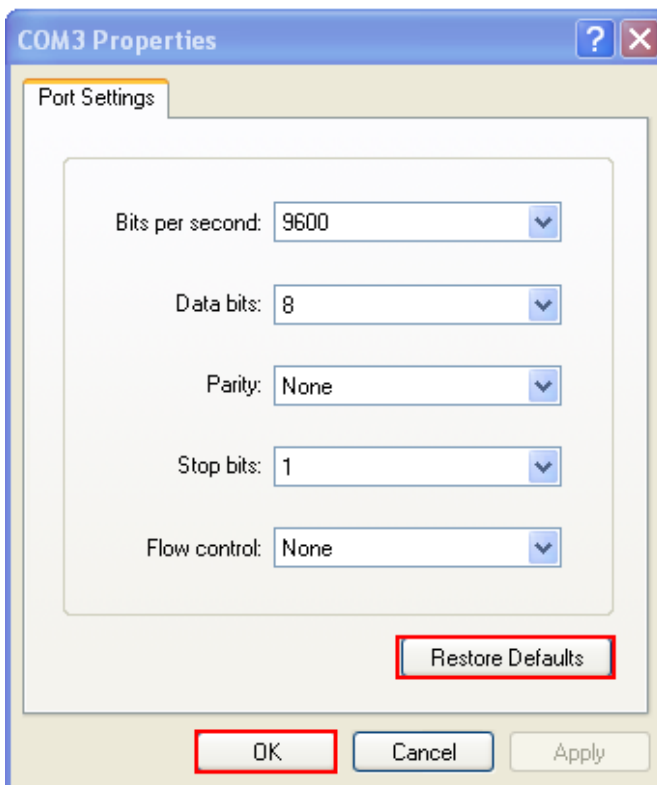 COM3 Properties
?
Port Settings
Bits per second: 9600
Data bits: 8
Parity: None
Stop bits: 1
Flow control: None
Restore Defaults
OK Cancel Apply